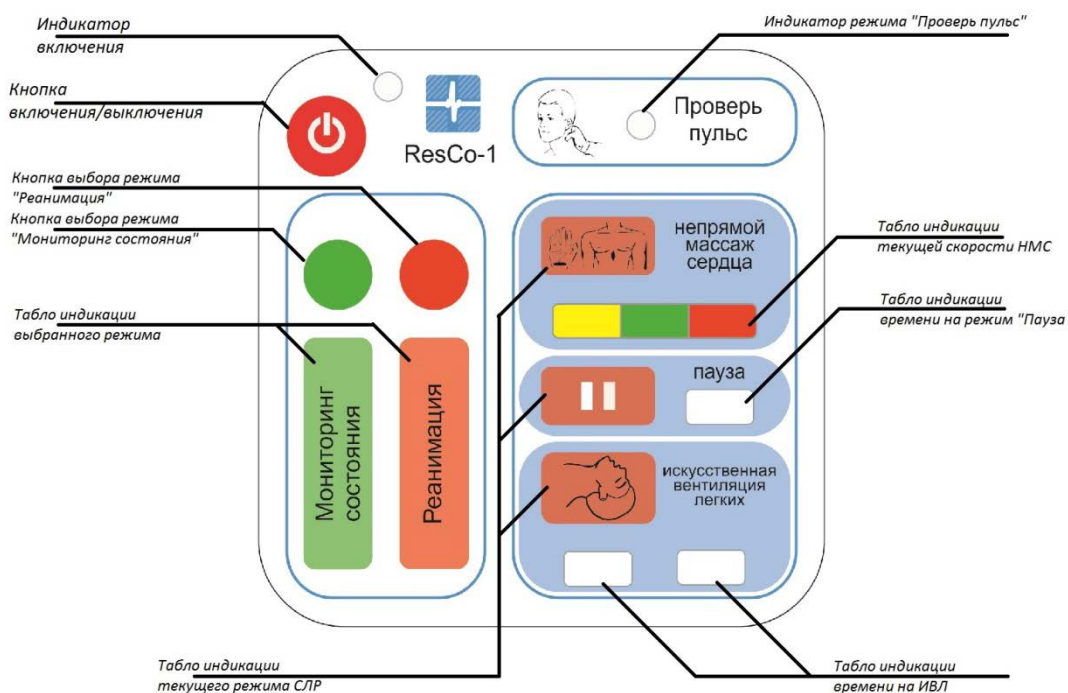 Индикатор
включения
Индикатор режима "Проверь пульс"
Кнопка
включения/выключения
ResCo-1
Проверь
пульс
Кнопка выбора режима
"Реанимация"
Кнопка выбора режима
"Мониторинг состояния"
непрямой
массаж
сердца
Табло индикации
текущей скорости НМС
Табло индикации
выбранного режима
Табло индикации
времени на режим "Пауза
пауза
Мониторинг
состояния
Реанимация
искусственная
вентиляция
легких
Табло индикации
текущего режима СЛР
Табло индикации
времени на ИВЛ